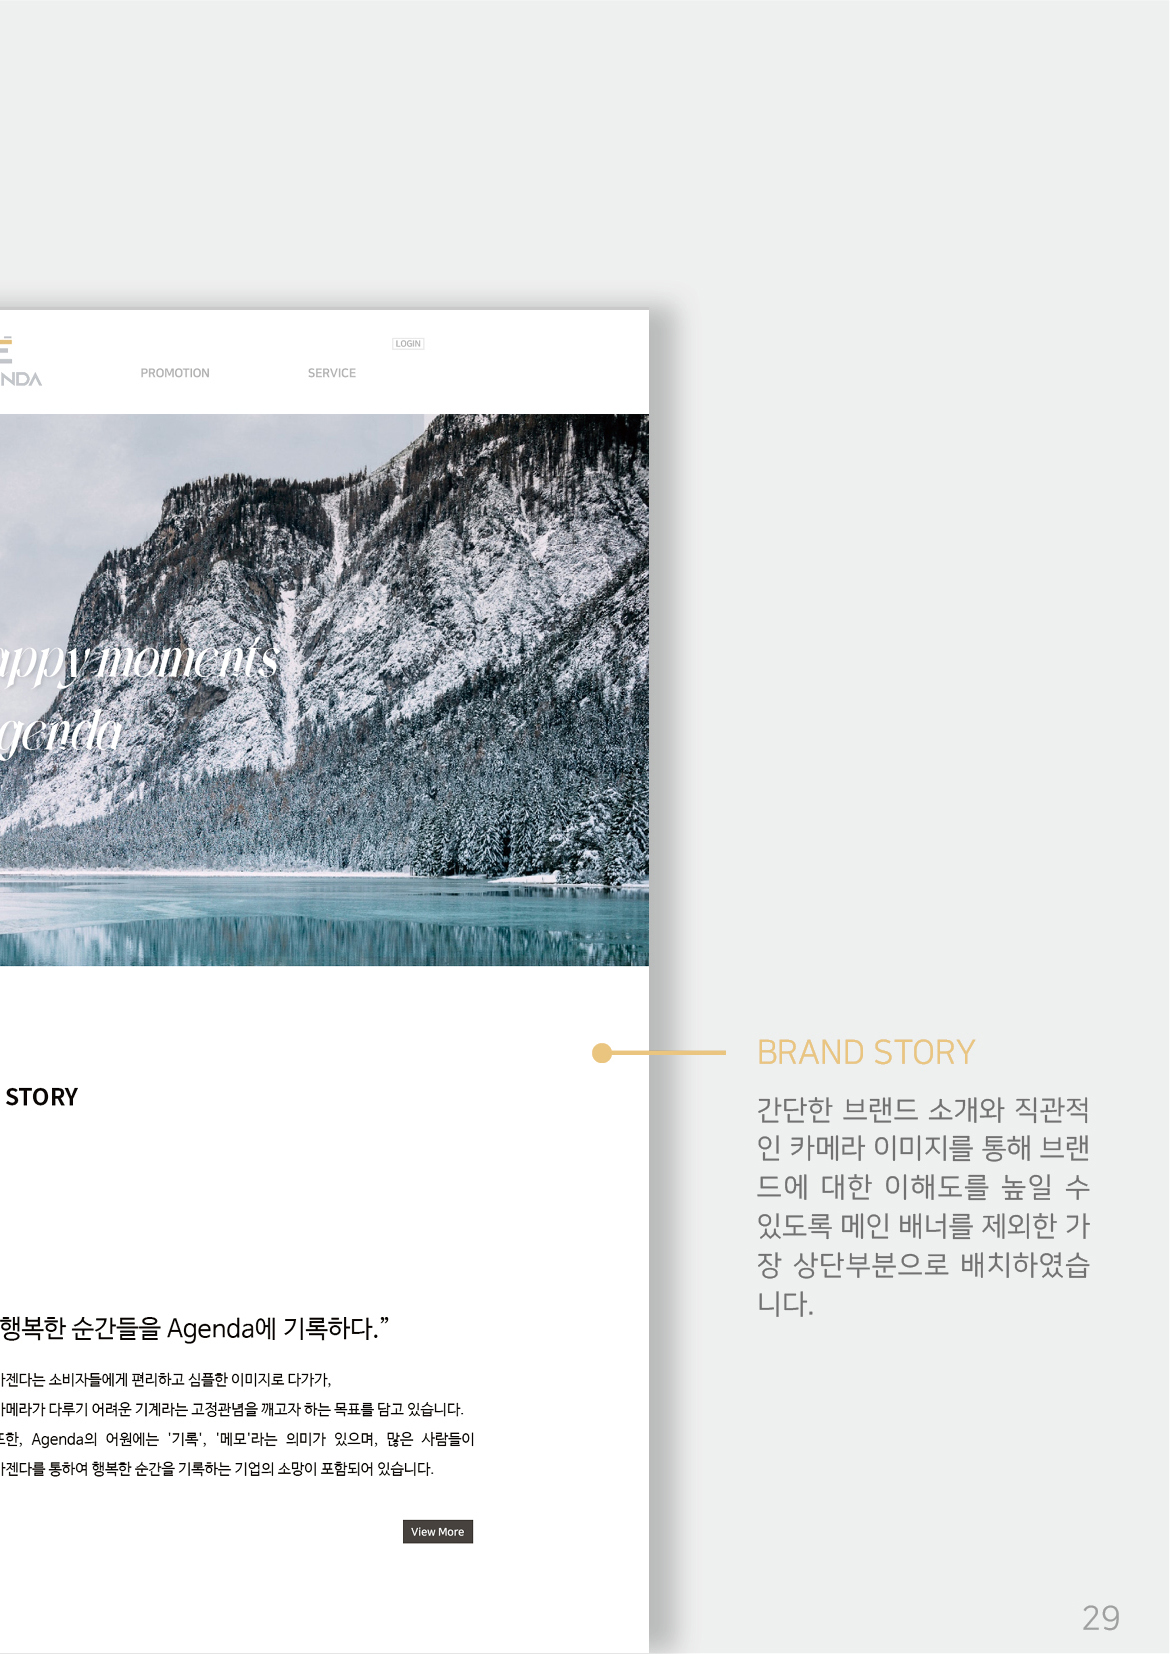 LOGIN
NDA
PROMOTION
SERVICE
appy moments
genda
STORY
BRAND STORY
간단한 브랜드 소개와 직관적
인 카메라 이미지를 통해 브랜
드에 대한 이해도를 높일 수
있도록 메인 배너를 제외한 가
장 상단부분으로 배치하였습
니다.
행복한 순간들을 Agenda에 기록하다.”
젠다는 소비자들에게 편리하고 심플한 이미지로 다가가,
메라가 다루기 어려운 기계라는 고정관념을 깨고자 하는 목표를 담고 있습니다.
한, Agenda의 어원에는 '기록', '메모'라는 의미가 있으며, 많은 사람들이
젠다를 통하여 행복한 순간을 기록하는 기업의 소망이 포함되어 있습니다.
View More
29